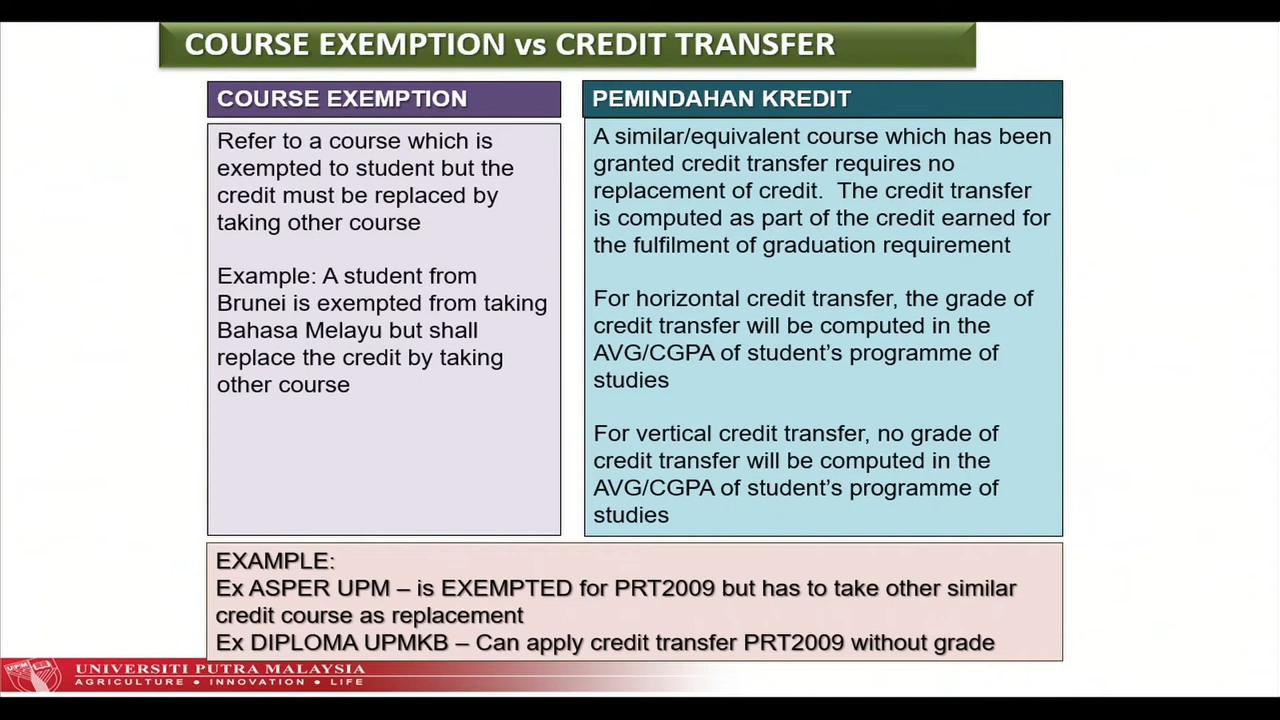 COURSE EXEMPTION vs CREDIT TRANSFER
COURSE EXEMPTION
Refer to a course which is
exempted to student but the
credit must be replaced by
taking other course
Example: A student from
Brunei is exempted from taking
Bahasa Melayu but shall
replace the credit by taking
other course
PEMINDAHAN KREDIT
A similar/equivalent course which has been
granted credit transfer requires no
replacement of credit.  The credit transfer
is computed as part of the credit earned for
the fulfilment of graduation requirement
For horizontal credit transfer, the grade of
credit transfer will be computed in the
AVG/CGPA of student’s programme of
studies
For vertical credit transfer, no grade of
credit transfer will be computed in the
AVG/CGPA of student’s programme of
studies
EXAMPLE:
Ex ASPER UPM – is EXEMPTED for PRT2009 but has to take other similar
credit course as replacement
Ex DIPLOMA UPMKB – Can apply credit transfer PRT2009 without grade
UPM
UNIVERSITI PUTRA MALAYSIA
AGRICULTURE • INNOVATION • LIFE